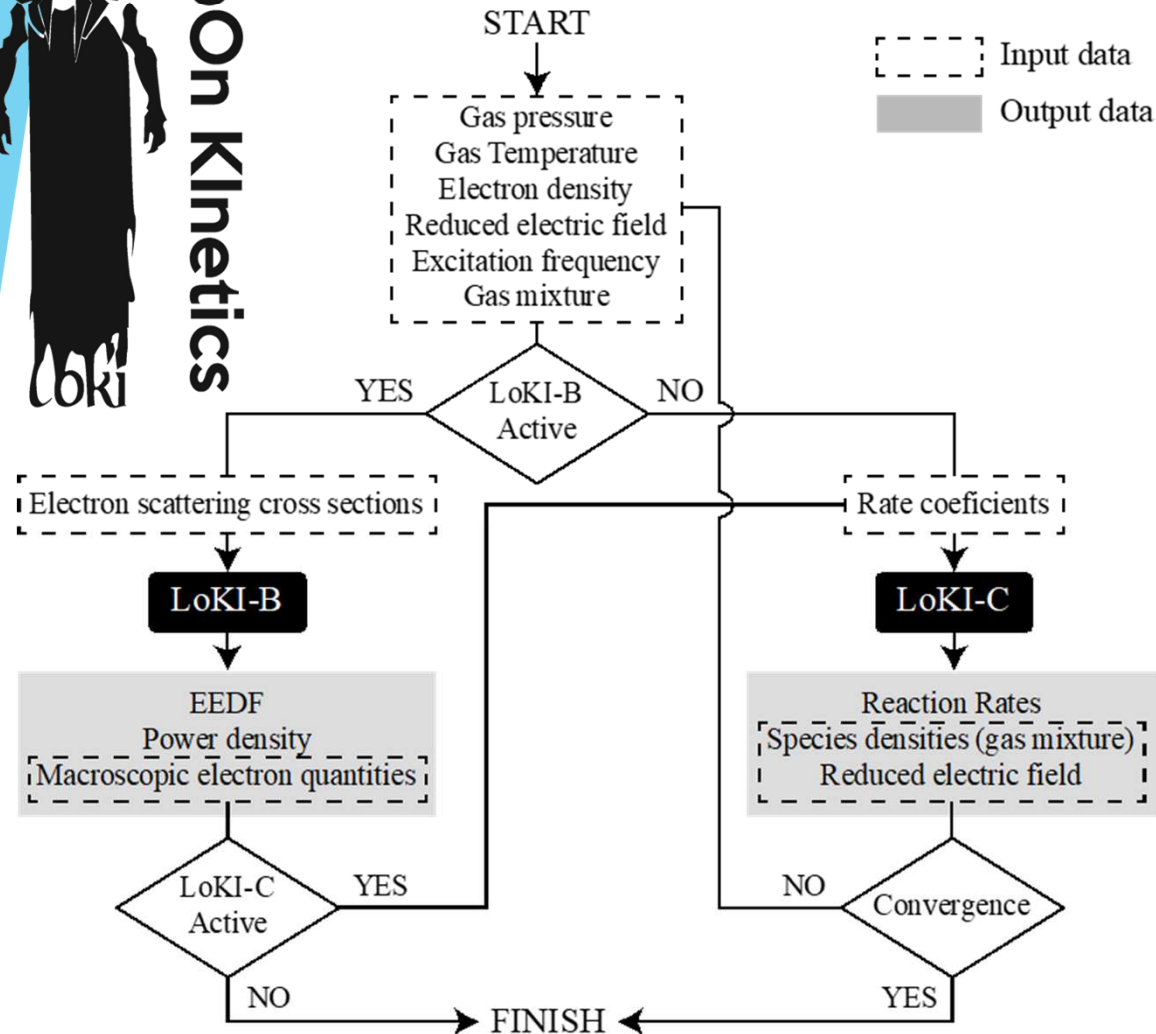 On KInetics
LoKI
START
Input data
Output data
Gas pressure
Gas Temperature
Electron density
Reduced electric field
Excitation frequency
Gas mixture
YES
LoKI-B
Active
NO
Electron scattering cross sections
Rate coeficients
LoKI-B
LoKI-C
EEDF
Power density
Macroscopic electron quantities
Reaction Rates
Species densities (gas mixture)
Reduced electric field
LoKI-C
Active
YES
NO
Convergence
NO
YES
FINISH